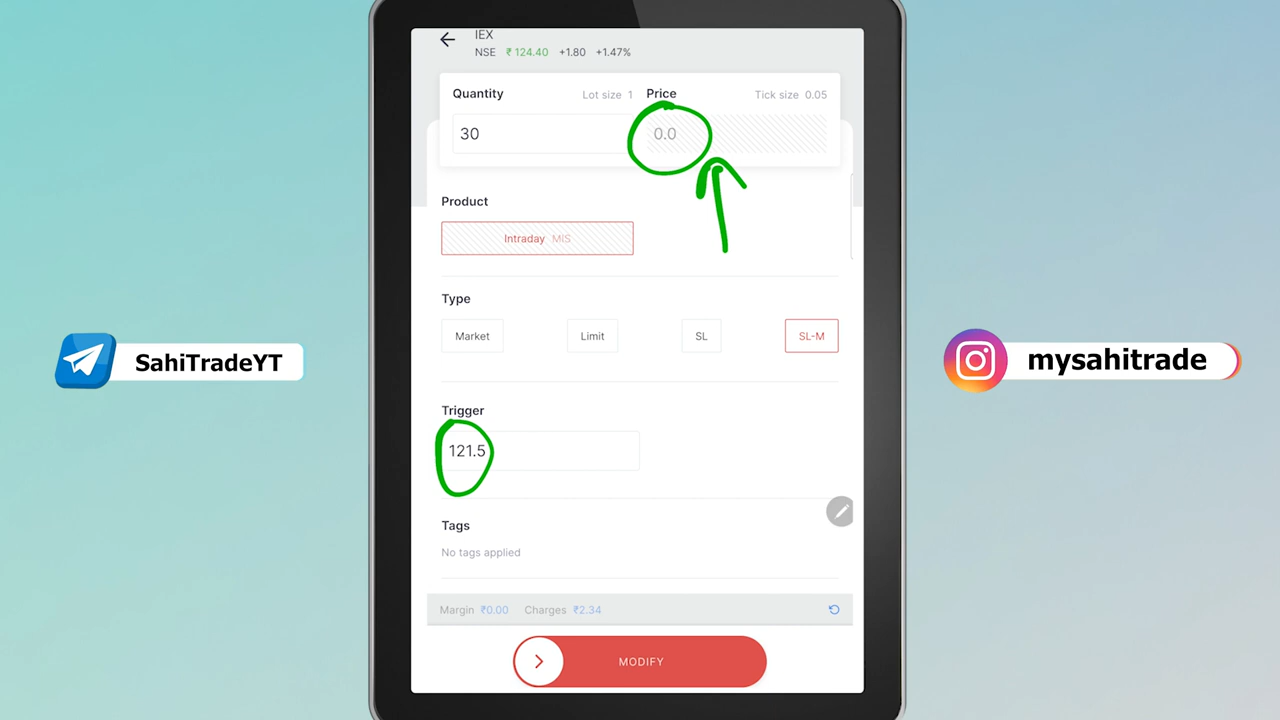 IEX
NSE ₹ 124.40 +1.80 +1.47%
Quantity Lot size 1 Price Tick size 0.05
30 0.0
Product
Intraday MIS
Type
Market Limit SL SL-M
SahiTradeYT
mysahitrade
Trigger
121.5
Tags
No tags applied
Margin ₹0.00 Charges ₹2.34
MODIFY